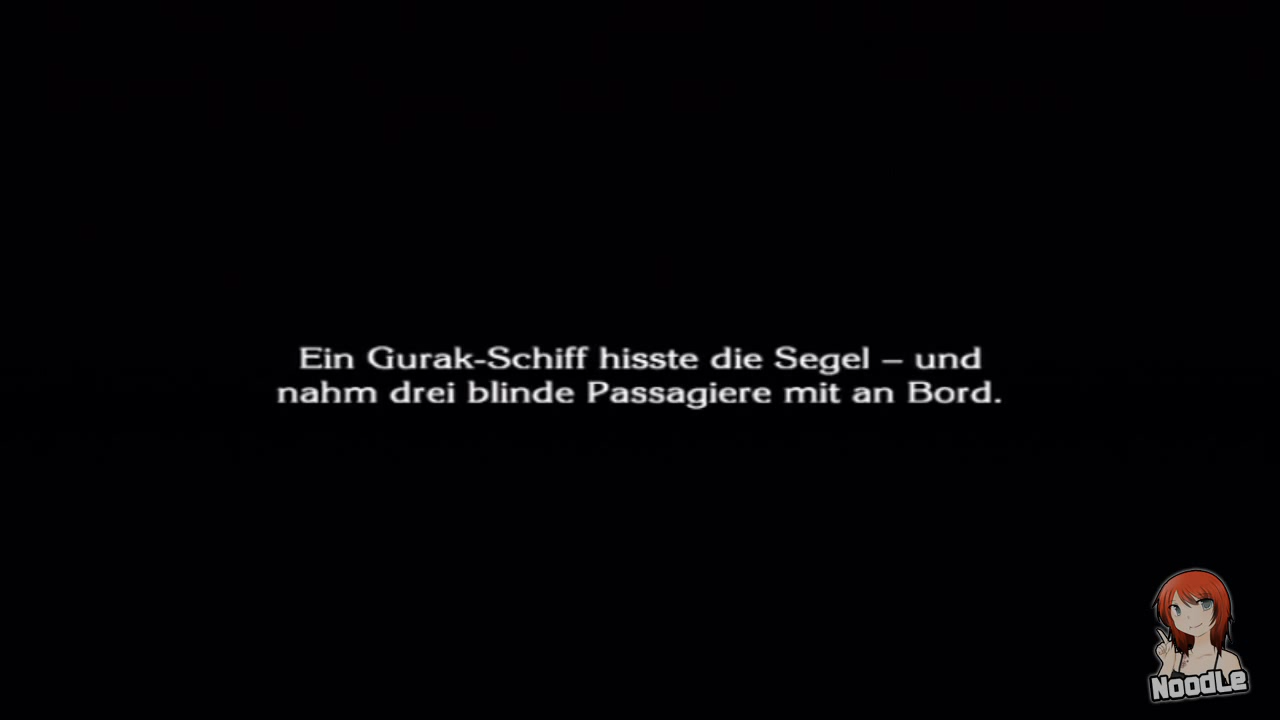 Ein Gurak-Schiff hisste die Segel – und
nahm drei blinde Passagiere mit an Bord.
NoodLe